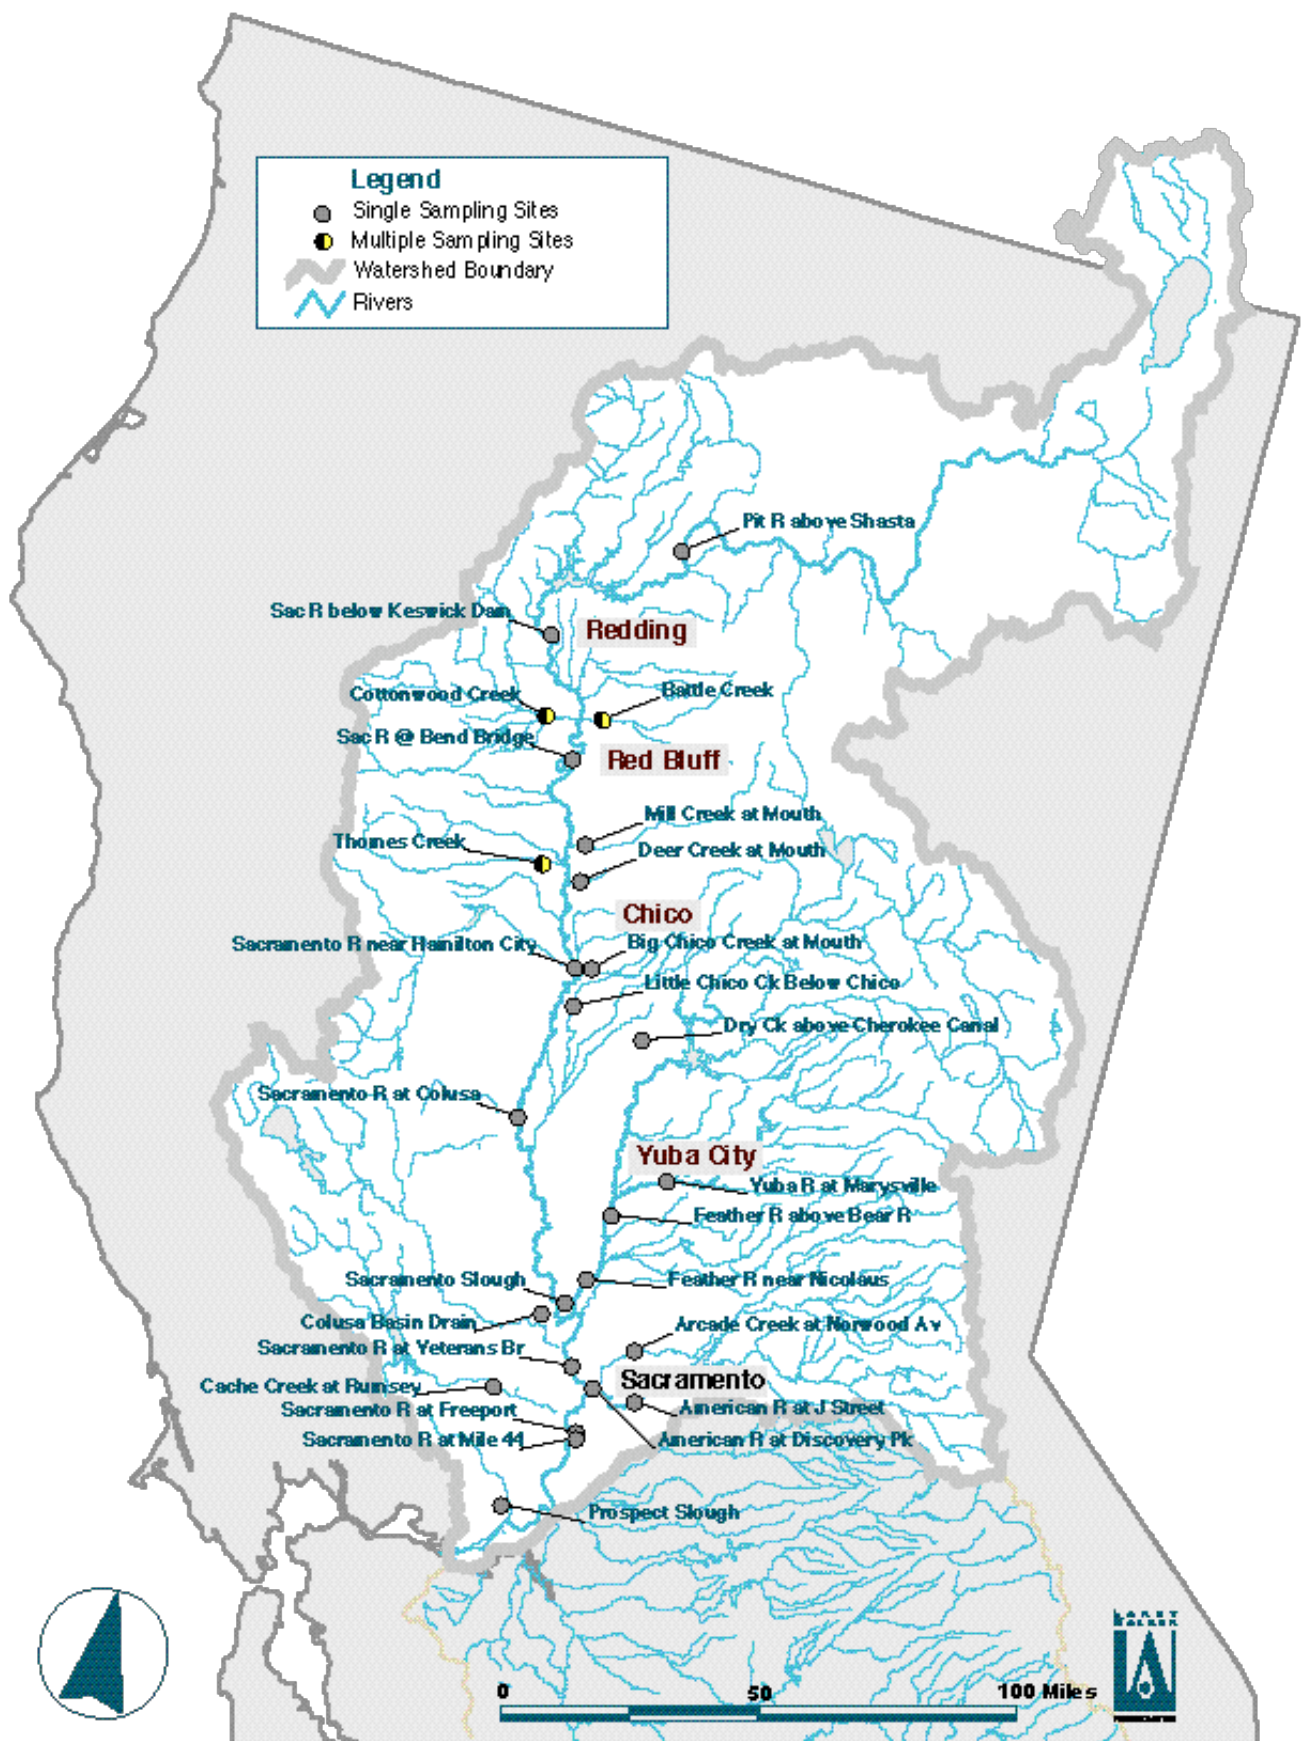 Legend
Single Sampling Sites
Multiple Sampling Sites
Watershed Boundary
Rivers
Pit R above Shasta
Sac R below Keswick Dam
Redding
Cottonwood Creek
Battle Creek
Sac R @ Bend Bridge
Red Bluff
Mill Creek at Mouth
Thomes Creek
Deer Creek at Mouth
Chico
Sacramento R near Hamilton City
Big Chico Creek at Mouth
Little Chico Ck Below Chico
Dry Ck above Cherokee Canal
Sacramento R at Colusa
Yuba City
Yuba R at Marysville
Feather R above Bear R
Sacramento Slough
Feather R near Nicolaus
Colusa Basin Drain
Arcade Creek at Norwood Av
Sacramento R at Veterans Br
Cache Creek at Rumsey
Sacramento
Sacramento R at Freeport
American R at J Street
Sacramento R at Mile 44
American R at Discovery Pk
Prospect Slough
0 50 100 Miles